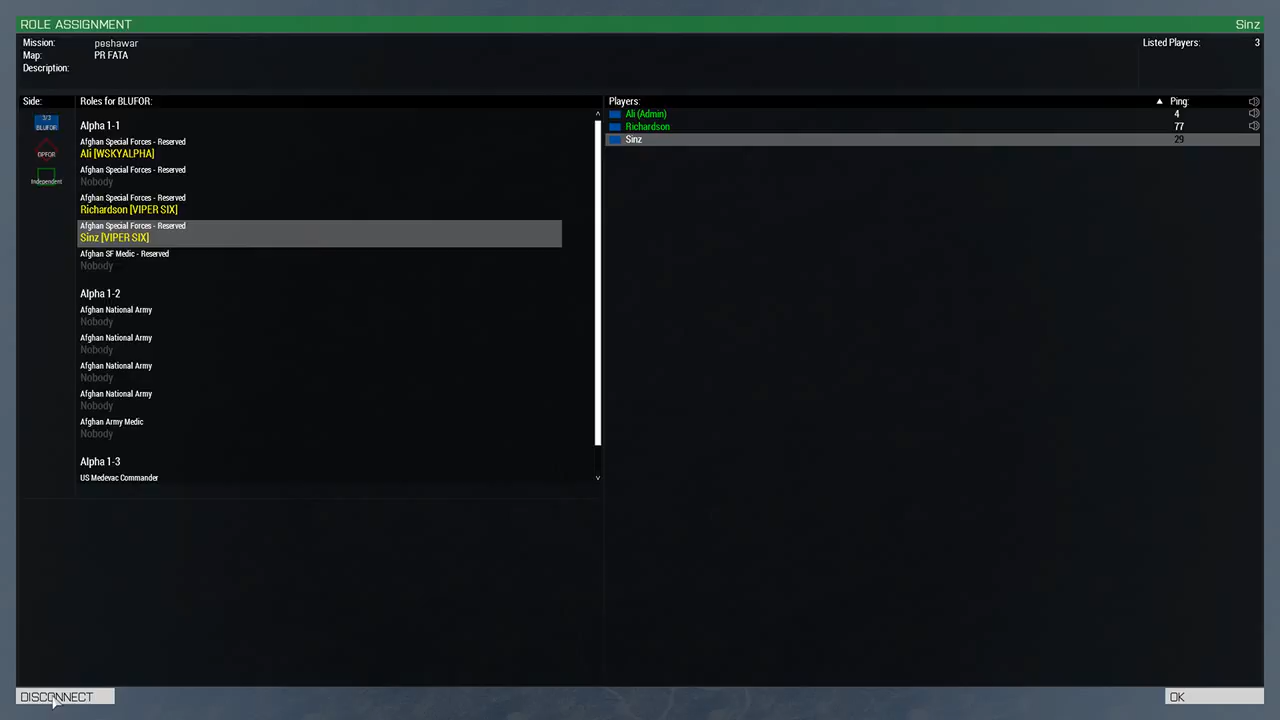 ROLE ASSIGNMENT
Sinz
Mission: peshawar
Listed Players: 3
Map: PR FATA
Description:
Side:
Roles for BLUFOR:
Players:
Ping:
3/2
BLUFOR
OPFOR
Independent
Alpha 1-1
Afghan Special Forces - Reserved
Ali [WSKYALPHA]
Afghan Special Forces - Reserved
Nobody
Afghan Special Forces - Reserved
Richardson [VIPER SIX]
Afghan Special Forces - Reserved
Sinz [VIPER SIX]
Afghan SF Medic - Reserved
Nobody
Alpha 1-2
Afghan National Army
Nobody
Afghan National Army
Nobody
Afghan National Army
Nobody
Afghan National Army
Nobody
Afghan Army Medic
Nobody
Alpha 1-3
US Medevac Commander
Ali (Admin) 4
Richardson 77
Sinz 29
DISCONNECT
OK